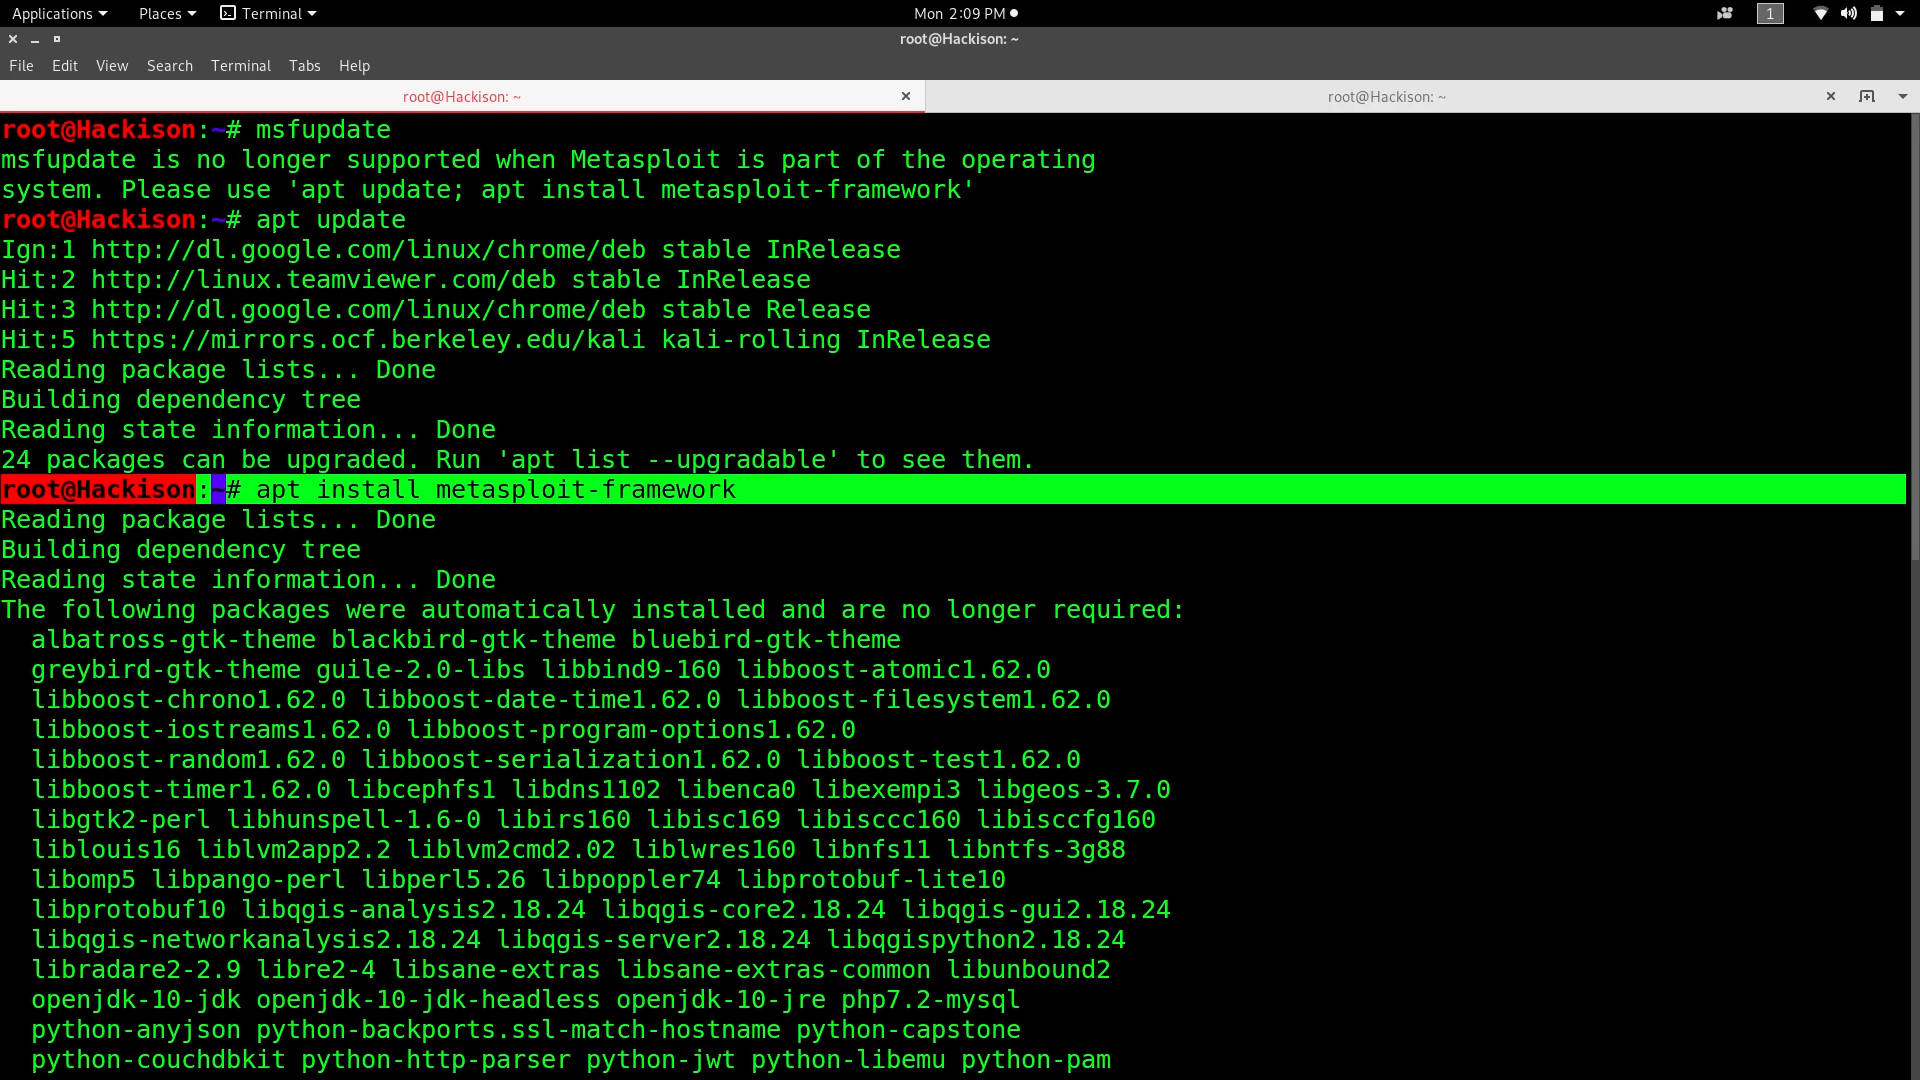 Applications Places Terminal Mon 2:09 PM 1
root@Hackison: ~
File Edit View Search Terminal Tabs Help
root@Hackison: ~ root@Hackison: ~
root@Hackison:~# msfupdate
msfupdate is no longer supported when Metasploit is part of the operating
system. Please use 'apt update; apt install metasploit-framework'
root@Hackison:~# apt update
Ign:1 http://dl.google.com/linux/chrome/deb stable InRelease
Hit:2 http://linux.teamviewer.com/deb stable InRelease
Hit:3 http://dl.google.com/linux/chrome/deb stable Release
Hit:5 https://mirrors.ocf.berkeley.edu/kali kali-rolling InRelease
Reading package lists... Done
Building dependency tree
Reading state information... Done
24 packages can be upgraded. Run 'apt list --upgradable' to see them.
root@Hackison:~# apt install metasploit-framework
Reading package lists... Done
Building dependency tree
Reading state information... Done
The following packages were automatically installed and are no longer required:
  albatross-gtk-theme blackbird-gtk-theme bluebird-gtk-theme
  greybird-gtk-theme guile-2.0-libs libbind9-160 libboost-atomic1.62.0
  libboost-chrono1.62.0 libboost-date-time1.62.0 libboost-filesystem1.62.0
  libboost-iostreams1.62.0 libboost-program-options1.62.0
  libboost-random1.62.0 libboost-serialization1.62.0 libboost-test1.62.0
  libboost-timer1.62.0 libcephfs1 libdns1102 libenca0 libexempi3 libgeos-3.7.0
  libgtk2-perl libhunspell-1.6-0 libirs160 libisc169 libisccc160 libisccfg160
  liblouis16 liblvm2app2.2 liblvm2cmd2.02 liblwres160 libnfs11 libntfs-3g88
  libomp5 libpango-perl libperl5.26 libpoppler74 libprotobuf-lite10
  libprotobuf10 libqgis-analysis2.18.24 libqgis-core2.18.24 libqgis-gui2.18.24
  libqgis-networkanalysis2.18.24 libqgis-server2.18.24 libqgispython2.18.24
  libradare2-2.9 libre2-4 libsane-extras libsane-extras-common libunbound2
  openjdk-10-jdk openjdk-10-jdk-headless openjdk-10-jre php7.2-mysql
  python-anyjson python-backports.ssl-match-hostname python-capstone
  python-couchdbkit python-http-parser python-jwt python-libemu python-pam